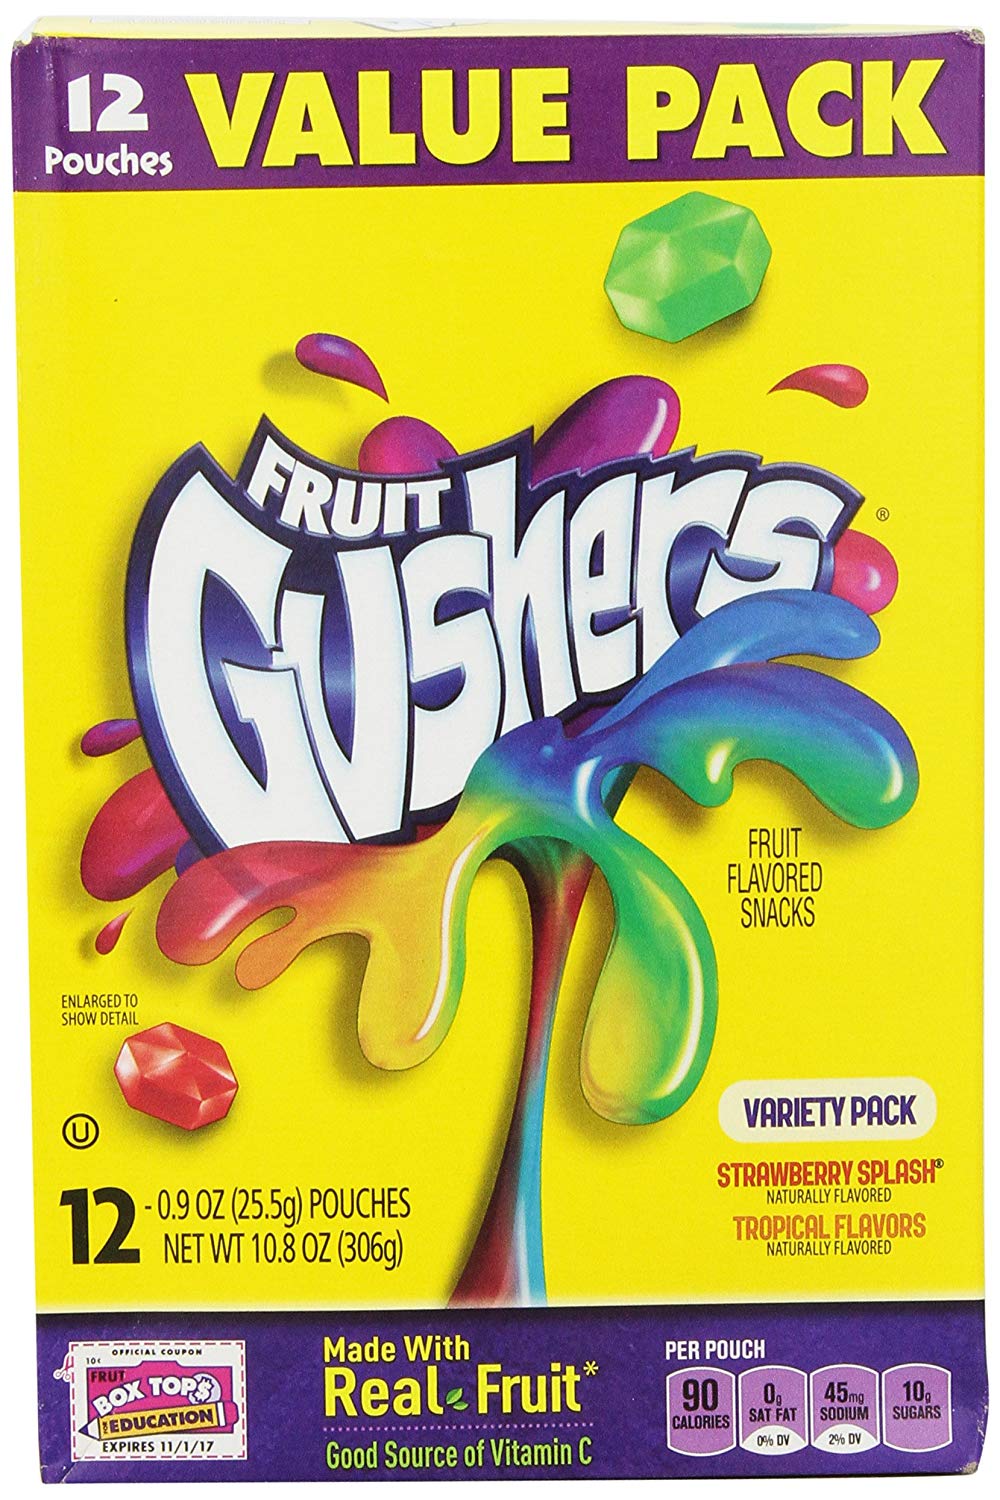 12 VALUE PACK
Pouches
FRUIT
GUSHERS ®
FRUIT
FLAVORED
SNACKS
ENLARGED TO
SHOW DETAIL
U
VARIETY PACK
STRAWBERRY SPLASH®
NATURALLY FLAVORED
TROPICAL FLAVORS
NATURALLY FLAVORED
12 - 0.9 OZ (25.5g) POUCHES
NET WT 10.8 OZ (306g)
OFFICIAL COUPON
10¢
FRUT
BOX TOPS
FOR EDUCATION
EXPIRES 11/1/17
Made With
Real Fruit*
Good Source of Vitamin C
PER POUCH
90 CALORIES
0g SAT FAT 0% DV
45mg SODIUM 2% DV
10g SUGARS